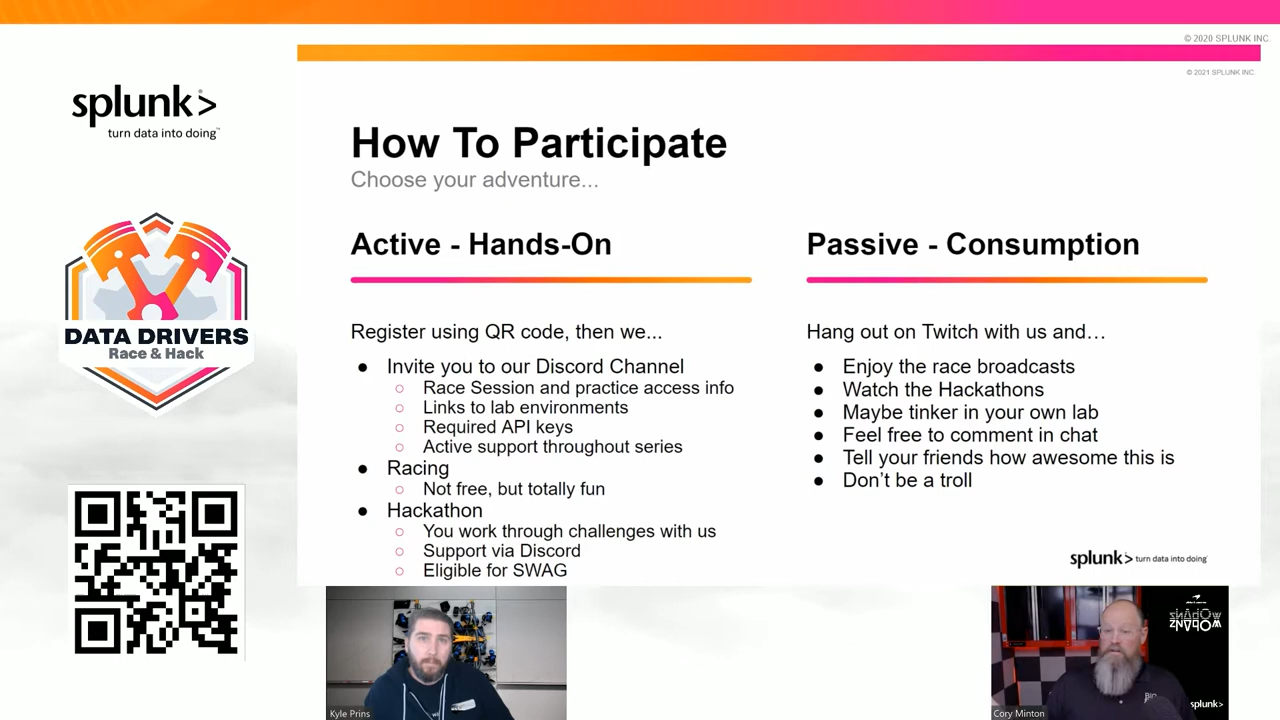 © 2020 SPLUNK INC.
© 2021 SPLUNK INC.
splunk>
turn data into doing™
DATA DRIVERS
Race & Hack
How To Participate
Choose your adventure...
Active - Hands-On
Register using QR code, then we...
● Invite you to our Discord Channel
○ Race Session and practice access info
○ Links to lab environments
○ Required API keys
○ Active support throughout series
● Racing
○ Not free, but totally fun
● Hackathon
○ You work through challenges with us
○ Support via Discord
○ Eligible for SWAG
Passive - Consumption
Hang out on Twitch with us and…
● Enjoy the race broadcasts
● Watch the Hackathons
● Maybe tinker in your own lab
● Feel free to comment in chat
● Tell your friends how awesome this is
● Don’t be a troll
splunk> turn data into doing™
Kyle Prins
Cory Minton
splunk>